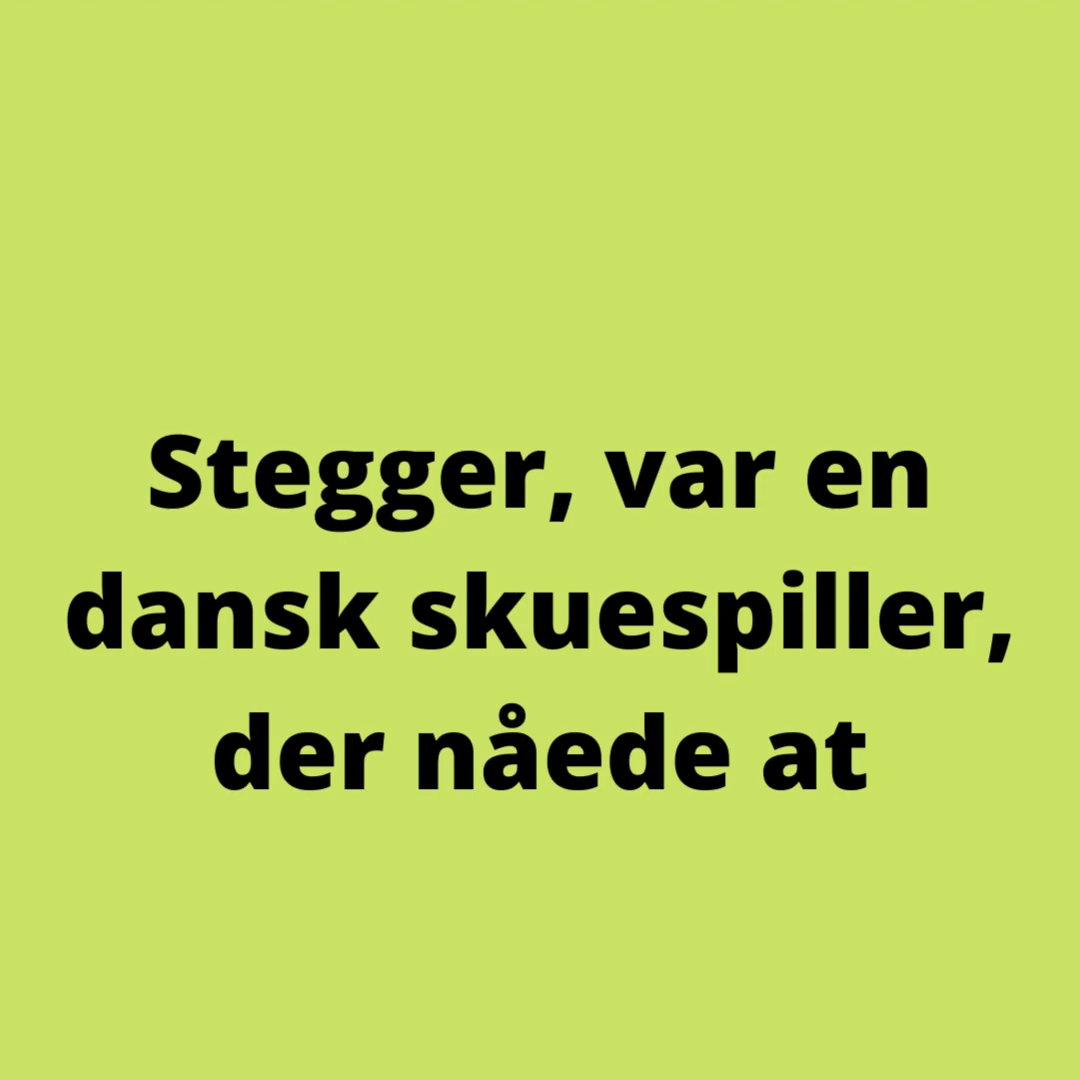 Stegger, var en
dansk skuespiller,
der nåede at